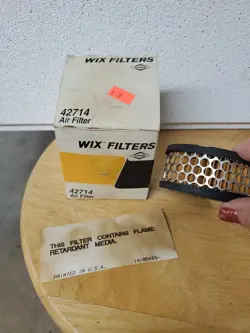 WIX FILTERS
42714
Air Filter
WIX FILTERS
42714
Air Filter
THIS FILTER CONTAINS FLAME
RETARDANT MEDIA.
PRINTED IN U.S.A.